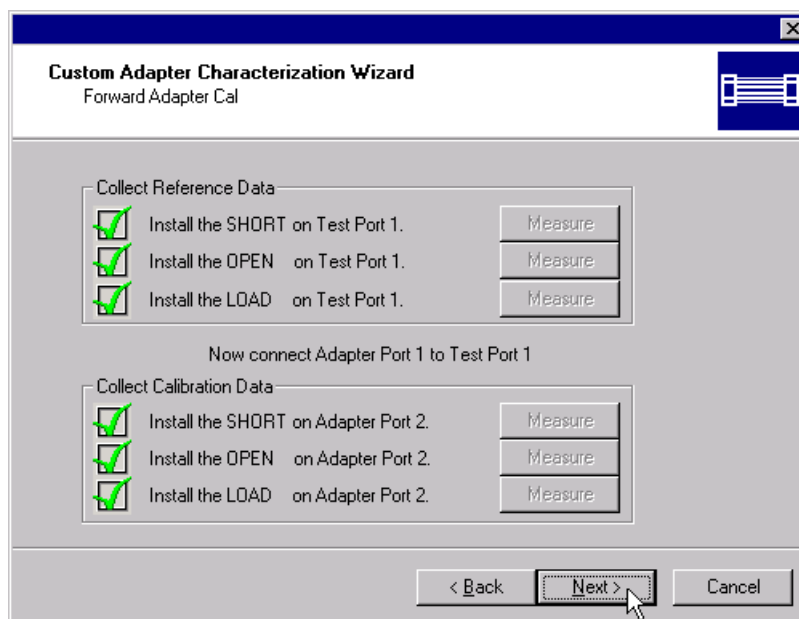 Custom Adapter Characterization Wizard
Forward Adapter Cal
Collect Reference Data
Install the SHORT on Test Port 1.
Measure
Install the OPEN on Test Port 1.
Measure
Install the LOAD on Test Port 1.
Measure
Now connect Adapter Port 1 to Test Port 1
Collect Calibration Data
Install the SHORT on Adapter Port 2.
Measure
Install the OPEN on Adapter Port 2.
Measure
Install the LOAD on Adapter Port 2.
Measure
< Back
Next >
Cancel